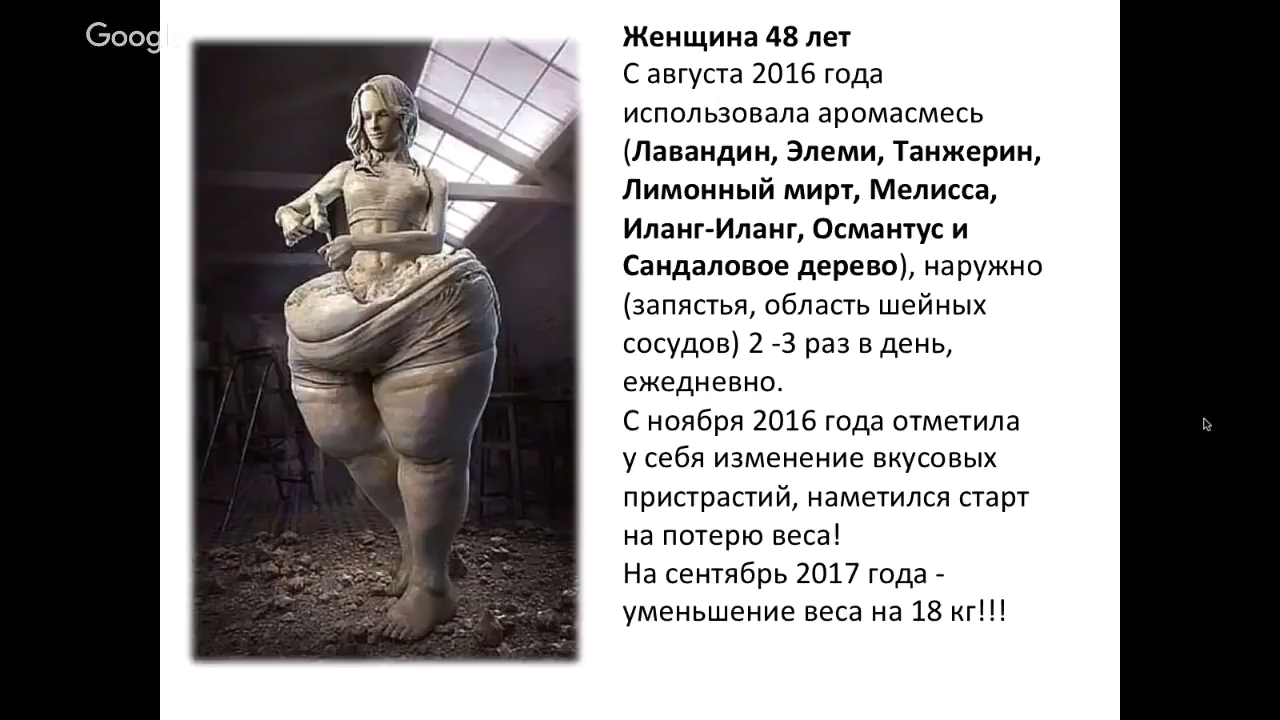 Google
Женщина 48 лет
С августа 2016 года
использовала аромасмесь
(Лавандин, Элеми, Танжерин,
Лимонный мирт, Мелисса,
Иланг-Иланг, Османтус и
Сандаловое дерево), наружно
(запястья, область шейных
сосудов) 2 -3 раз в день,
ежедневно.
С ноября 2016 года отметила
у себя изменение вкусовых
пристрастий, наметился старт
на потерю веса!
На сентябрь 2017 года -
уменьшение веса на 18 кг!!!